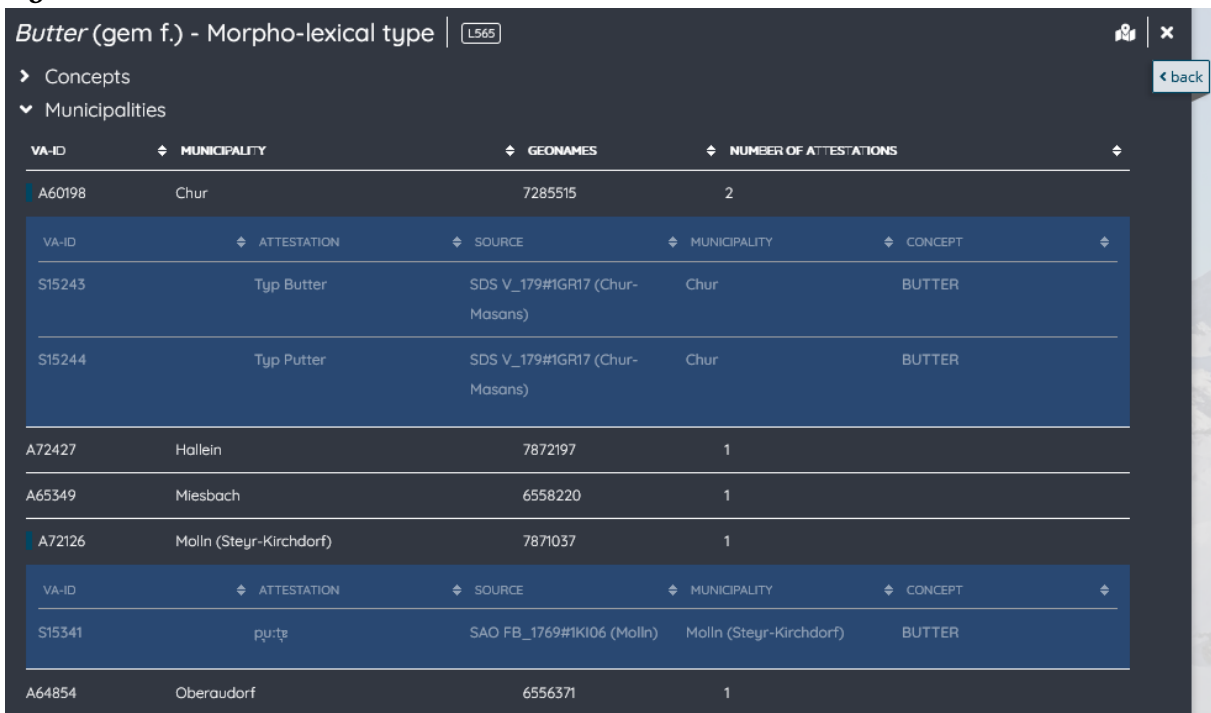 Butter (gem f.) - Morpho-lexical type L565
back
Concepts
Municipalities
VA-ID MUNICIPALITY GEONAMES NUMBER OF ATTESTATIONS
A60198 Chur 7285515 2
VA-ID ATTESTATION SOURCE MUNICIPALITY CONCEPT
S15243 Typ Butter SDS V_179#1GR17 (Chur- Chur BUTTER
Masans)
S15244 Typ Putter SDS V_179#1GR17 (Chur- Chur BUTTER
Masans)
A72427 Hallein 7872197 1
A65349 Miesbach 6558220 1
A72126 Molln (Steyr-Kirchdorf) 7871037 1
VA-ID ATTESTATION SOURCE MUNICIPALITY CONCEPT
S15341 SAO FB_1769#1KI06 (Molln) Molln (Steyr-Kirchdorf) BUTTER
A64854 Oberaudorf 6556371 1